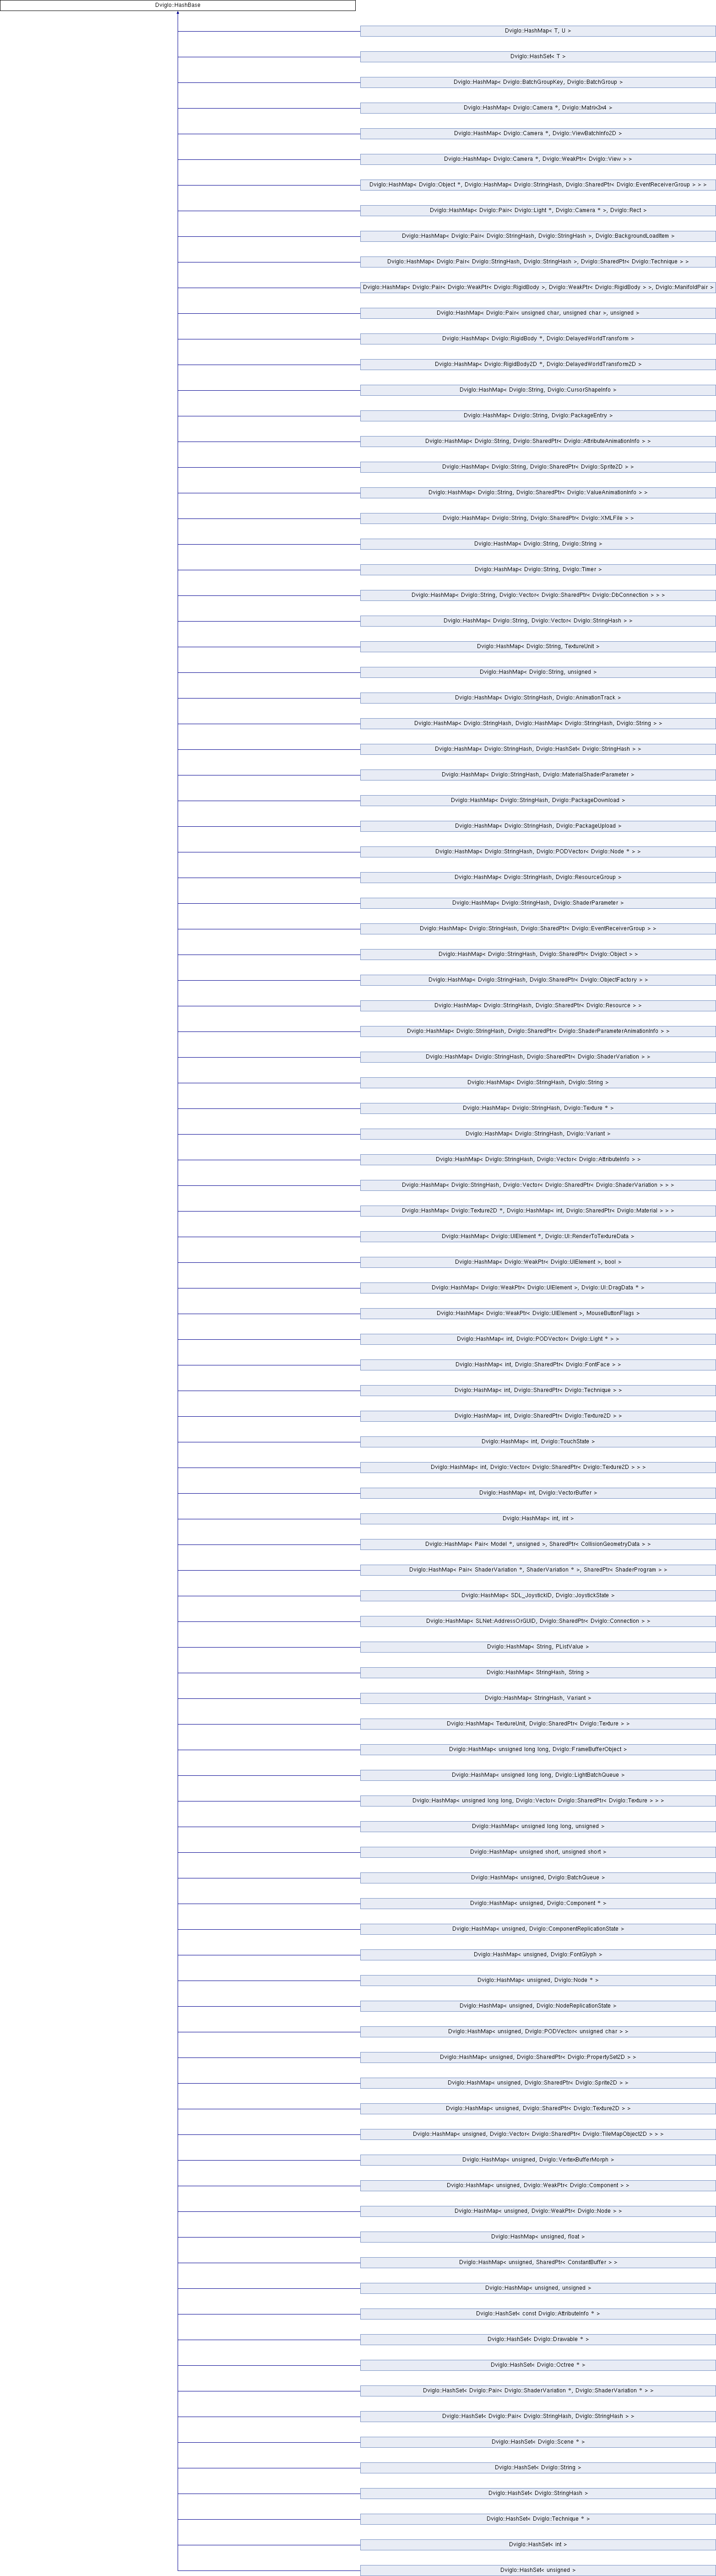 Dviglo::HashBase
Dviglo::HashMap< T, U >
Dviglo::HashSet< T >
Dviglo::HashMap< Dviglo::BatchGroupKey, Dviglo::BatchGroup >
Dviglo::HashMap< Dviglo::Camera *, Dviglo::Matrix3x4 >
Dviglo::HashMap< Dviglo::Camera *, Dviglo::ViewBatchInfo2D >
Dviglo::HashMap< Dviglo::Camera *, Dviglo::WeakPtr< Dviglo::View > >
Dviglo::HashMap< Dviglo::Object *, Dviglo::HashMap< Dviglo::StringHash, Dviglo::SharedPtr< Dviglo::EventReceiverGroup > > >
Dviglo::HashMap< Dviglo::Pair< Dviglo::Light *, Dviglo::Camera * >, Dviglo::Rect >
Dviglo::HashMap< Dviglo::Pair< Dviglo::StringHash, Dviglo::StringHash >, Dviglo::BackgroundLoadItem >
Dviglo::HashMap< Dviglo::Pair< Dviglo::StringHash, Dviglo::StringHash >, Dviglo::SharedPtr< Dviglo::Technique > >
Dviglo::HashMap< Dviglo::Pair< Dviglo::WeakPtr< Dviglo::RigidBody >, Dviglo::WeakPtr< Dviglo::RigidBody > >, Dviglo::ManifoldPair >
Dviglo::HashMap< Dviglo::Pair< unsigned char, unsigned char >, unsigned >
Dviglo::HashMap< Dviglo::RigidBody *, Dviglo::DelayedWorldTransform >
Dviglo::HashMap< Dviglo::RigidBody2D *, Dviglo::DelayedWorldTransform2D >
Dviglo::HashMap< Dviglo::String, Dviglo::CursorShapeInfo >
Dviglo::HashMap< Dviglo::String, Dviglo::PackageEntry >
Dviglo::HashMap< Dviglo::String, Dviglo::SharedPtr< Dviglo::AttributeAnimationInfo > >
Dviglo::HashMap< Dviglo::String, Dviglo::SharedPtr< Dviglo::Sprite2D > >
Dviglo::HashMap< Dviglo::String, Dviglo::SharedPtr< Dviglo::ValueAnimationInfo > >
Dviglo::HashMap< Dviglo::String, Dviglo::SharedPtr< Dviglo::XMLFile > >
Dviglo::HashMap< Dviglo::String, Dviglo::String >
Dviglo::HashMap< Dviglo::String, Dviglo::Timer >
Dviglo::HashMap< Dviglo::String, Dviglo::Vector< Dviglo::SharedPtr< Dviglo::DbConnection > > >
Dviglo::HashMap< Dviglo::String, Dviglo::Vector< Dviglo::StringHash > >
Dviglo::HashMap< Dviglo::String, TextureUnit >
Dviglo::HashMap< Dviglo::String, unsigned >
Dviglo::HashMap< Dviglo::StringHash, Dviglo::AnimationTrack >
Dviglo::HashMap< Dviglo::StringHash, Dviglo::HashMap< Dviglo::StringHash, Dviglo::String > >
Dviglo::HashMap< Dviglo::StringHash, Dviglo::HashSet< Dviglo::StringHash > >
Dviglo::HashMap< Dviglo::StringHash, Dviglo::MaterialShaderParameter >
Dviglo::HashMap< Dviglo::StringHash, Dviglo::PackageDownload >
Dviglo::HashMap< Dviglo::StringHash, Dviglo::PackageUpload >
Dviglo::HashMap< Dviglo::StringHash, Dviglo::PODVector< Dviglo::Node * > >
Dviglo::HashMap< Dviglo::StringHash, Dviglo::ResourceGroup >
Dviglo::HashMap< Dviglo::StringHash, Dviglo::ShaderParameter >
Dviglo::HashMap< Dviglo::StringHash, Dviglo::SharedPtr< Dviglo::EventReceiverGroup > >
Dviglo::HashMap< Dviglo::StringHash, Dviglo::SharedPtr< Dviglo::Object > >
Dviglo::HashMap< Dviglo::StringHash, Dviglo::SharedPtr< Dviglo::ObjectFactory > >
Dviglo::HashMap< Dviglo::StringHash, Dviglo::SharedPtr< Dviglo::Resource > >
Dviglo::HashMap< Dviglo::StringHash, Dviglo::SharedPtr< Dviglo::ShaderParameterAnimationInfo > >
Dviglo::HashMap< Dviglo::StringHash, Dviglo::SharedPtr< Dviglo::ShaderVariation > >
Dviglo::HashMap< Dviglo::StringHash, Dviglo::String >
Dviglo::HashMap< Dviglo::StringHash, Dviglo::Texture * >
Dviglo::HashMap< Dviglo::StringHash, Dviglo::Variant >
Dviglo::HashMap< Dviglo::StringHash, Dviglo::Vector< Dviglo::AttributeInfo > >
Dviglo::HashMap< Dviglo::StringHash, Dviglo::Vector< Dviglo::SharedPtr< Dviglo::ShaderVariation > > >
Dviglo::HashMap< Dviglo::Texture2D *, Dviglo::HashMap< int, Dviglo::SharedPtr< Dviglo::Material > > >
Dviglo::HashMap< Dviglo::UIElement *, Dviglo::UI::RenderToTextureData >
Dviglo::HashMap< Dviglo::WeakPtr< Dviglo::UIElement >, bool >
Dviglo::HashMap< Dviglo::WeakPtr< Dviglo::UIElement >, Dviglo::UI::DragData * >
Dviglo::HashMap< Dviglo::WeakPtr< Dviglo::UIElement >, MouseButtonFlags >
Dviglo::HashMap< int, Dviglo::PODVector< Dviglo::Light * > >
Dviglo::HashMap< int, Dviglo::SharedPtr< Dviglo::FontFace > >
Dviglo::HashMap< int, Dviglo::SharedPtr< Dviglo::Technique > >
Dviglo::HashMap< int, Dviglo::SharedPtr< Dviglo::Texture2D > >
Dviglo::HashMap< int, Dviglo::TouchState >
Dviglo::HashMap< int, Dviglo::Vector< Dviglo::SharedPtr< Dviglo::Texture2D > > >
Dviglo::HashMap< int, Dviglo::VectorBuffer >
Dviglo::HashMap< int, int >
Dviglo::HashMap< Pair< Model *, unsigned >, SharedPtr< CollisionGeometryData > >
Dviglo::HashMap< Pair< ShaderVariation *, ShaderVariation * >, SharedPtr< ShaderProgram > >
Dviglo::HashMap< SDL_JoystickID, Dviglo::JoystickState >
Dviglo::HashMap< SLNet::AddressOrGUID, Dviglo::SharedPtr< Dviglo::Connection > >
Dviglo::HashMap< String, PListValue >
Dviglo::HashMap< StringHash, String >
Dviglo::HashMap< StringHash, Variant >
Dviglo::HashMap< TextureUnit, Dviglo::SharedPtr< Dviglo::Texture > >
Dviglo::HashMap< unsigned long long, Dviglo::FrameBufferObject >
Dviglo::HashMap< unsigned long long, Dviglo::LightBatchQueue >
Dviglo::HashMap< unsigned long long, Dviglo::Vector< Dviglo::SharedPtr< Dviglo::Texture > > >
Dviglo::HashMap< unsigned long long, unsigned >
Dviglo::HashMap< unsigned short, unsigned short >
Dviglo::HashMap< unsigned, Dviglo::BatchQueue >
Dviglo::HashMap< unsigned, Dviglo::Component * >
Dviglo::HashMap< unsigned, Dviglo::ComponentReplicationState >
Dviglo::HashMap< unsigned, Dviglo::FontGlyph >
Dviglo::HashMap< unsigned, Dviglo::Node * >
Dviglo::HashMap< unsigned, Dviglo::NodeReplicationState >
Dviglo::HashMap< unsigned, Dviglo::PODVector< unsigned char > >
Dviglo::HashMap< unsigned, Dviglo::SharedPtr< Dviglo::PropertySet2D > >
Dviglo::HashMap< unsigned, Dviglo::SharedPtr< Dviglo::Sprite2D > >
Dviglo::HashMap< unsigned, Dviglo::SharedPtr< Dviglo::Texture2D > >
Dviglo::HashMap< unsigned, Dviglo::Vector< Dviglo::SharedPtr< Dviglo::TileMapObject2D > > >
Dviglo::HashMap< unsigned, Dviglo::VertexBufferMorph >
Dviglo::HashMap< unsigned, Dviglo::WeakPtr< Dviglo::Component > >
Dviglo::HashMap< unsigned, Dviglo::WeakPtr< Dviglo::Node > >
Dviglo::HashMap< unsigned, float >
Dviglo::HashMap< unsigned, SharedPtr< ConstantBuffer > >
Dviglo::HashMap< unsigned, unsigned >
Dviglo::HashSet< const Dviglo::AttributeInfo * >
Dviglo::HashSet< Dviglo::Drawable * >
Dviglo::HashSet< Dviglo::Octree * >
Dviglo::HashSet< Dviglo::Pair< Dviglo::ShaderVariation *, Dviglo::ShaderVariation * > >
Dviglo::HashSet< Dviglo::Pair< Dviglo::StringHash, Dviglo::StringHash > >
Dviglo::HashSet< Dviglo::Scene * >
Dviglo::HashSet< Dviglo::String >
Dviglo::HashSet< Dviglo::StringHash >
Dviglo::HashSet< Dviglo::Technique * >
Dviglo::HashSet< int >
Dviglo::HashSet< unsigned >